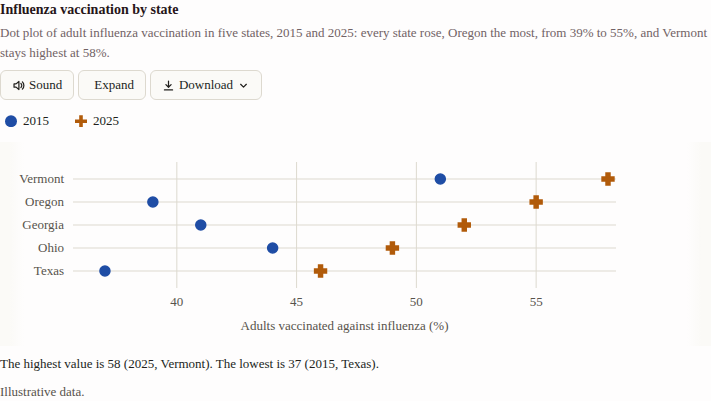 Influenza vaccination by state
Dot plot of adult influenza vaccination in five states, 2015 and 2025: every state rose, Oregon the most, from 39% to 55%, and Vermont
stays highest at 58%.
Sound
Expand
Download
2015
2025
Vermont
Oregon
Georgia
Ohio
Texas
40
45
50
55
Adults vaccinated against influenza (%)
The highest value is 58 (2025, Vermont). The lowest is 37 (2015, Texas).
Illustrative data.